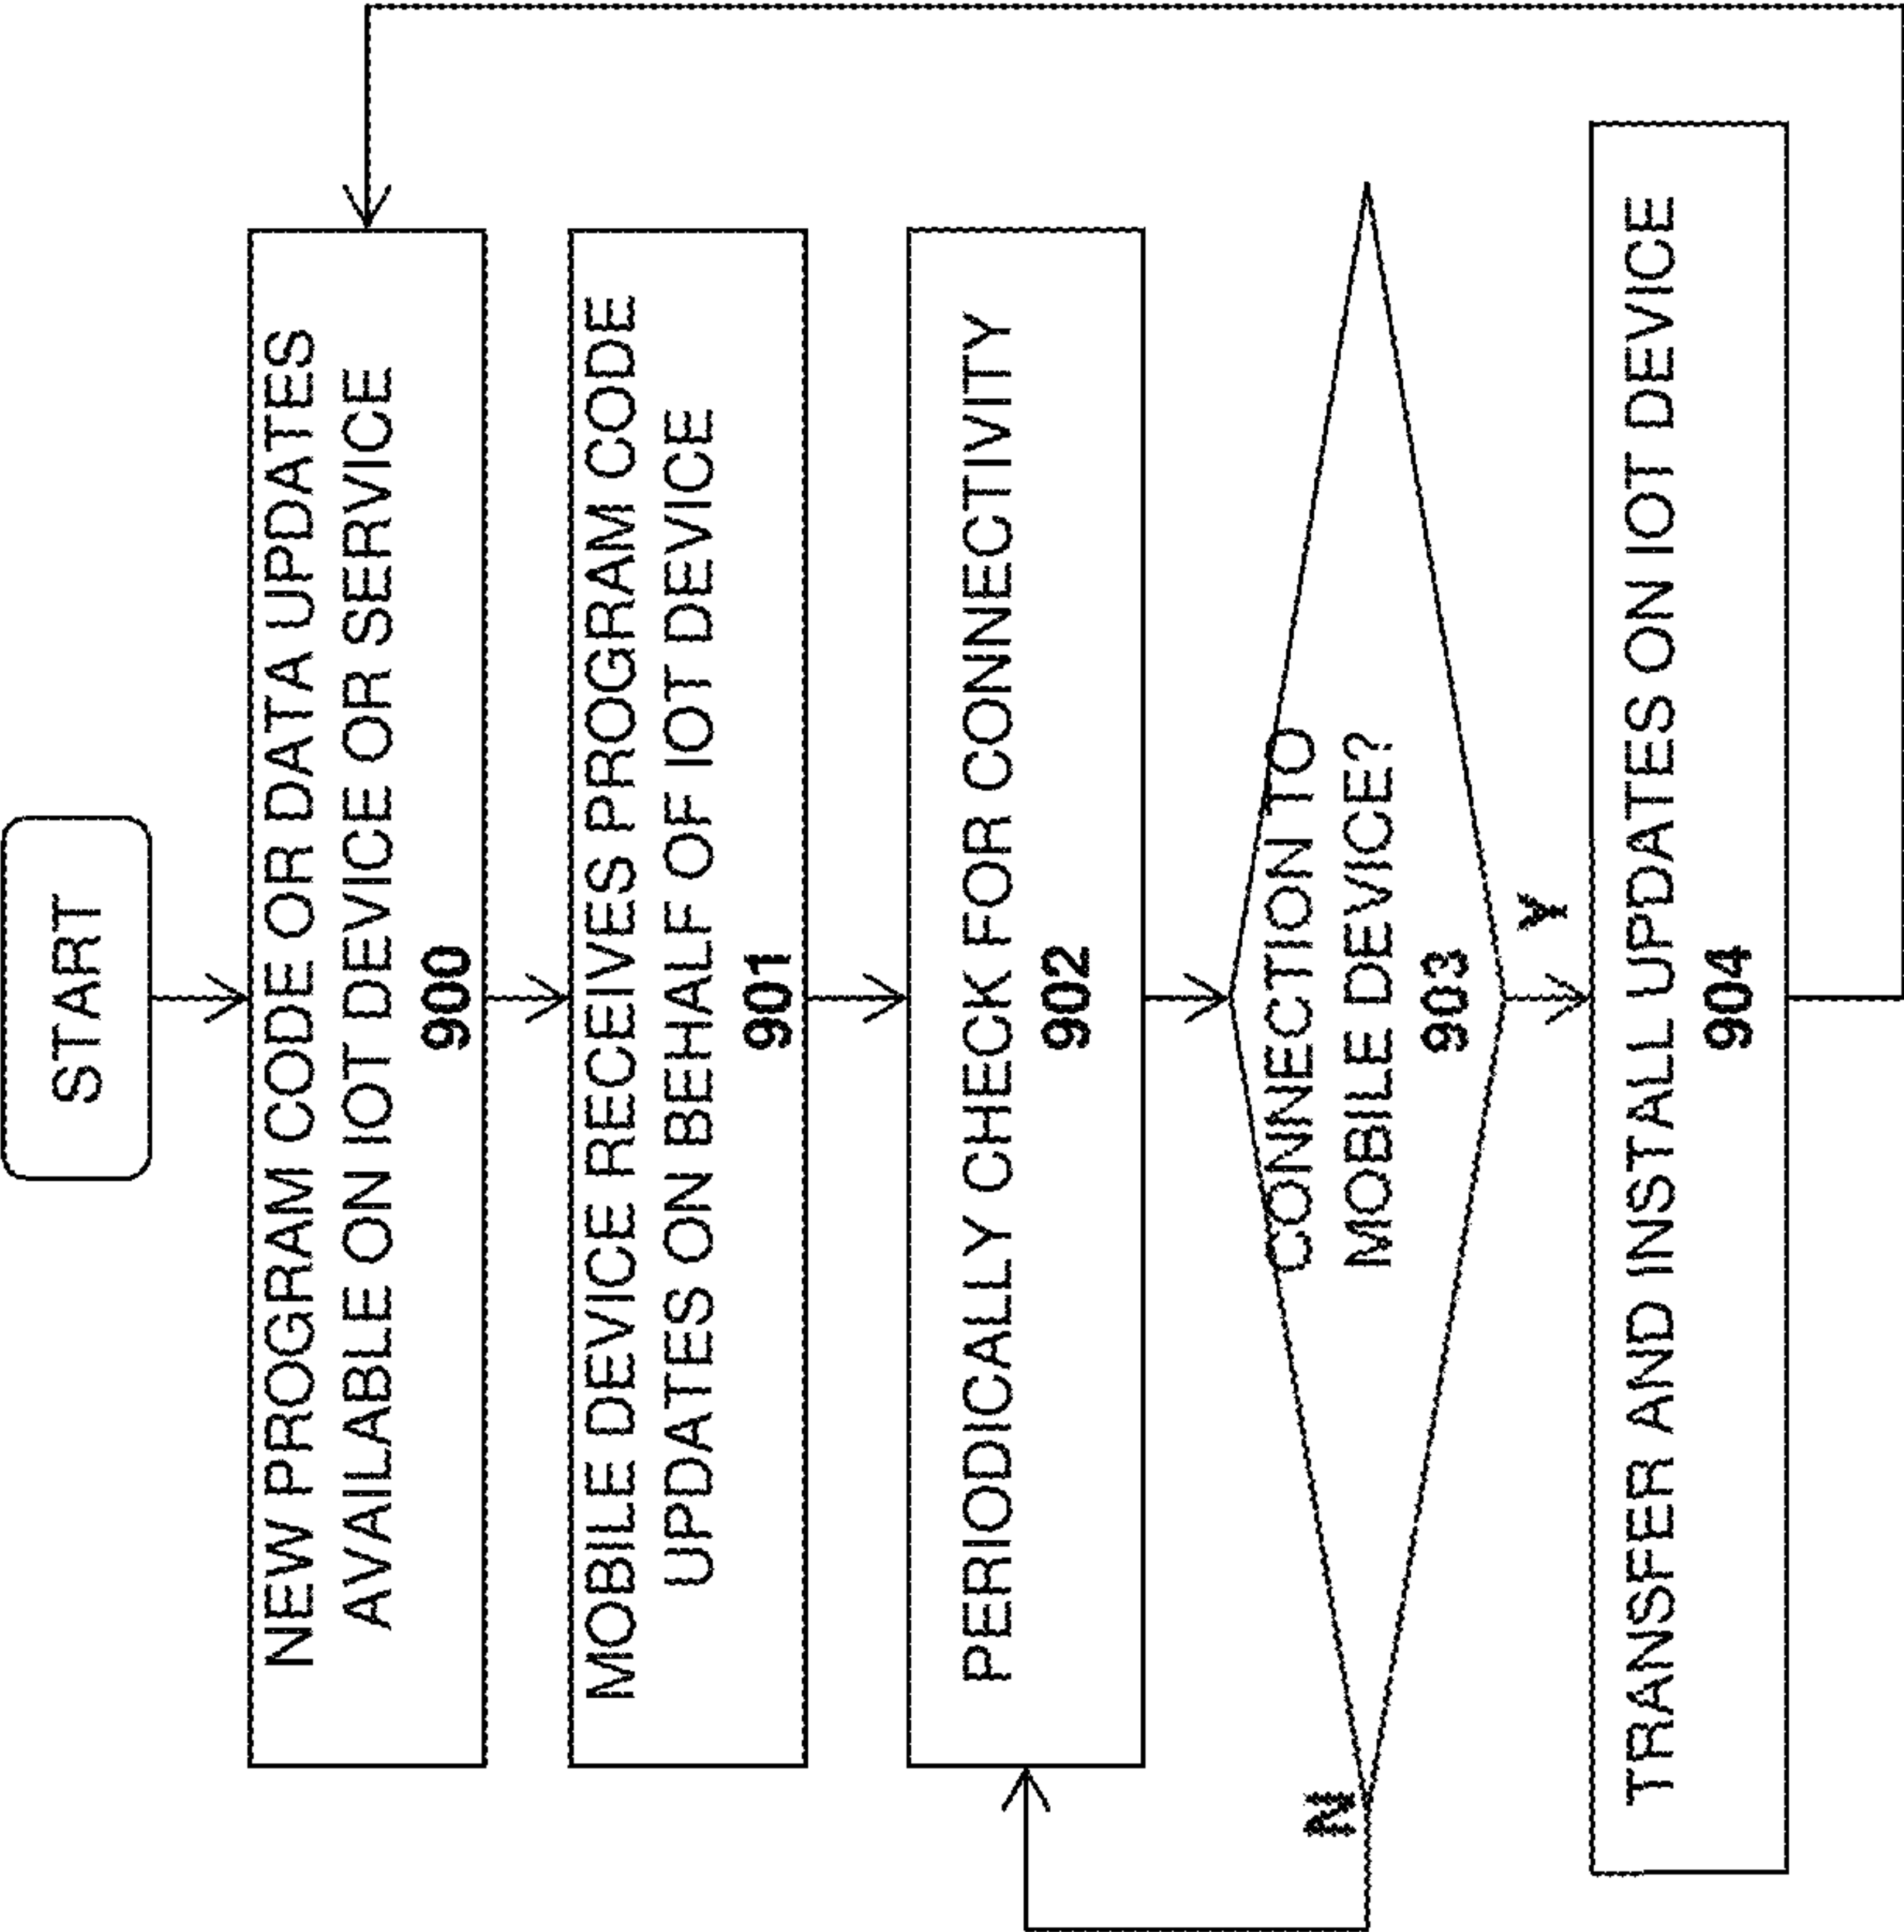 START
NEW PROGRAM CODE OR DATA UPDATES
AVAILABLE ON IOT DEVICE OR SERVICE
900
MOBILE DEVICE RECEIVES PROGRAM CODE
UPDATES ON BEHALF OF IOT DEVICE
901
PERIODICALLY CHECK FOR CONNECTIVITY
902
CONNECTION TO
MOBILE DEVICE?
903
N
Y
TRANSFER AND INSTALL UPDATES ON IOT DEVICE
904